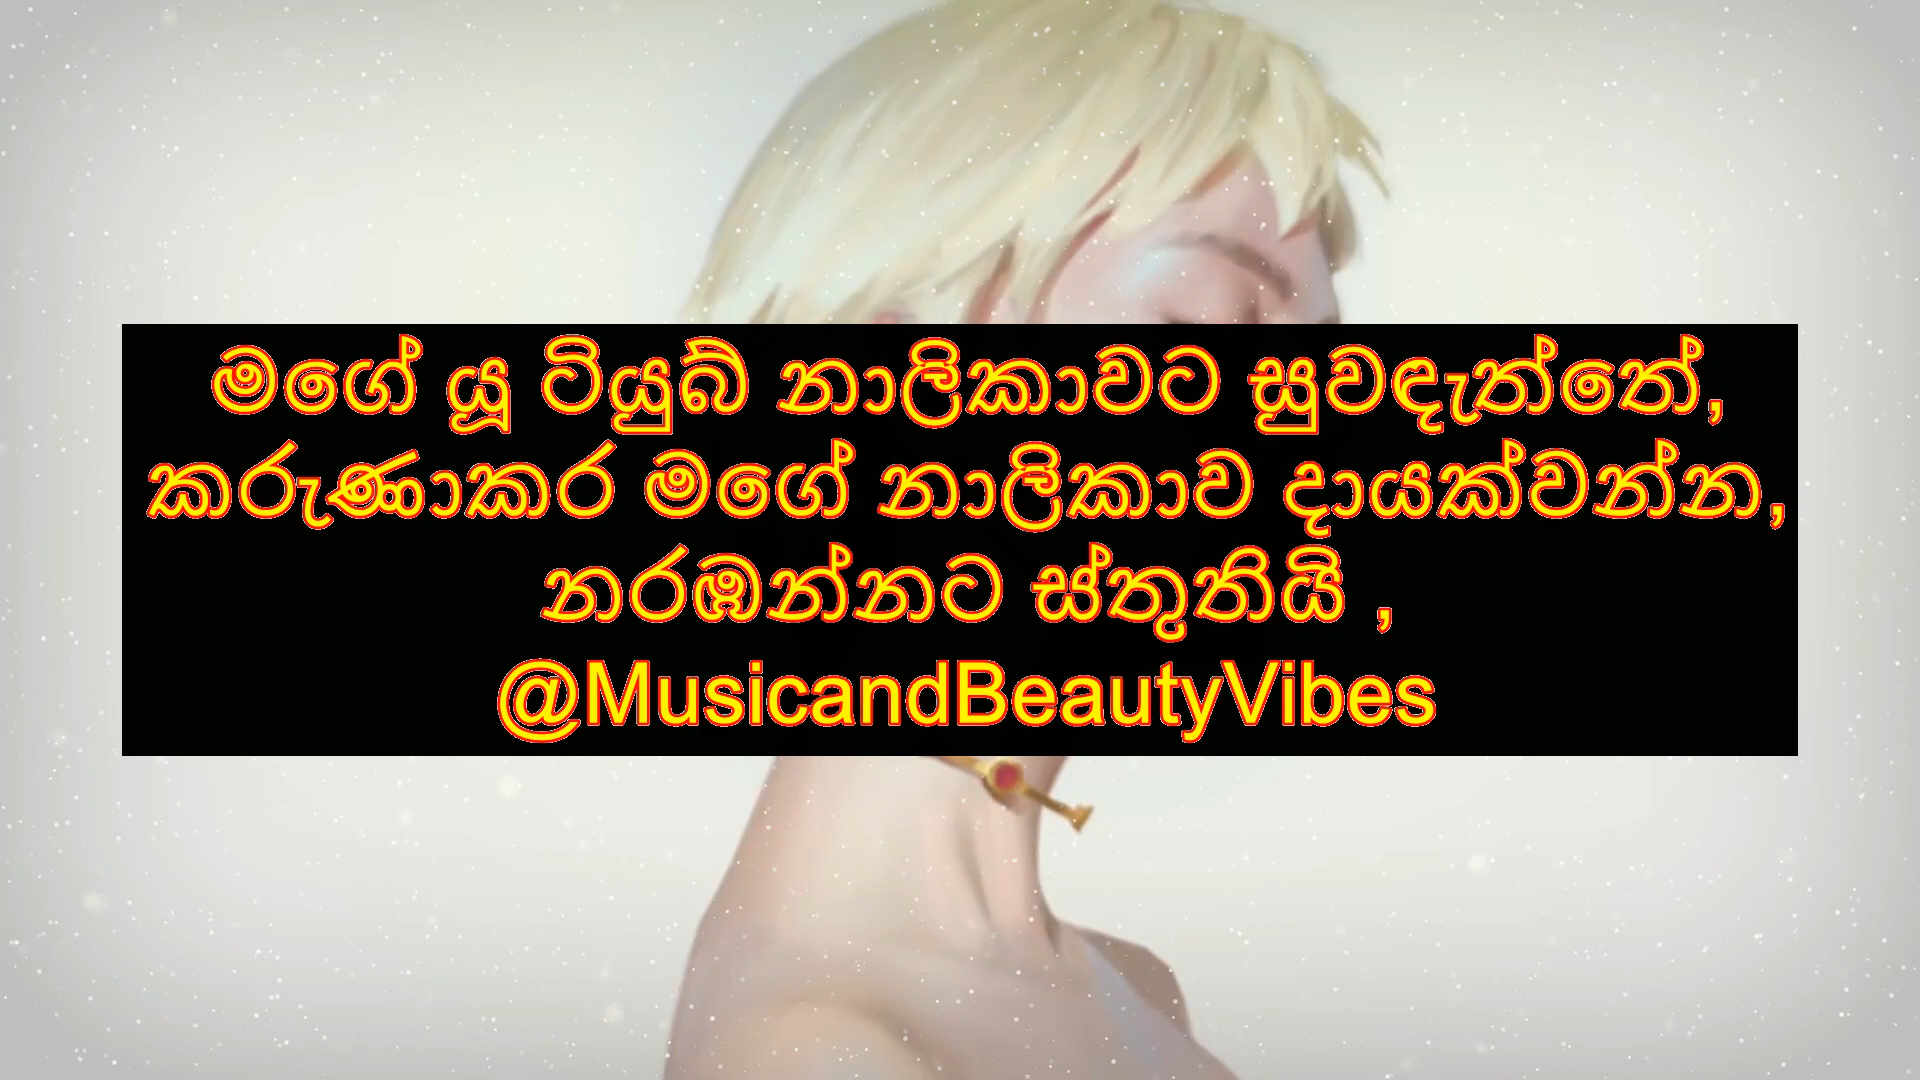 මගේ යූ ටියුබ් නාලිකාවට සුවඳැත්තේ,
කරුණාකර මගේ නාලිකාව දායක්වන්න,
නරඹන්නට ස්තුතියි ,
@MusicandBeautyVibes